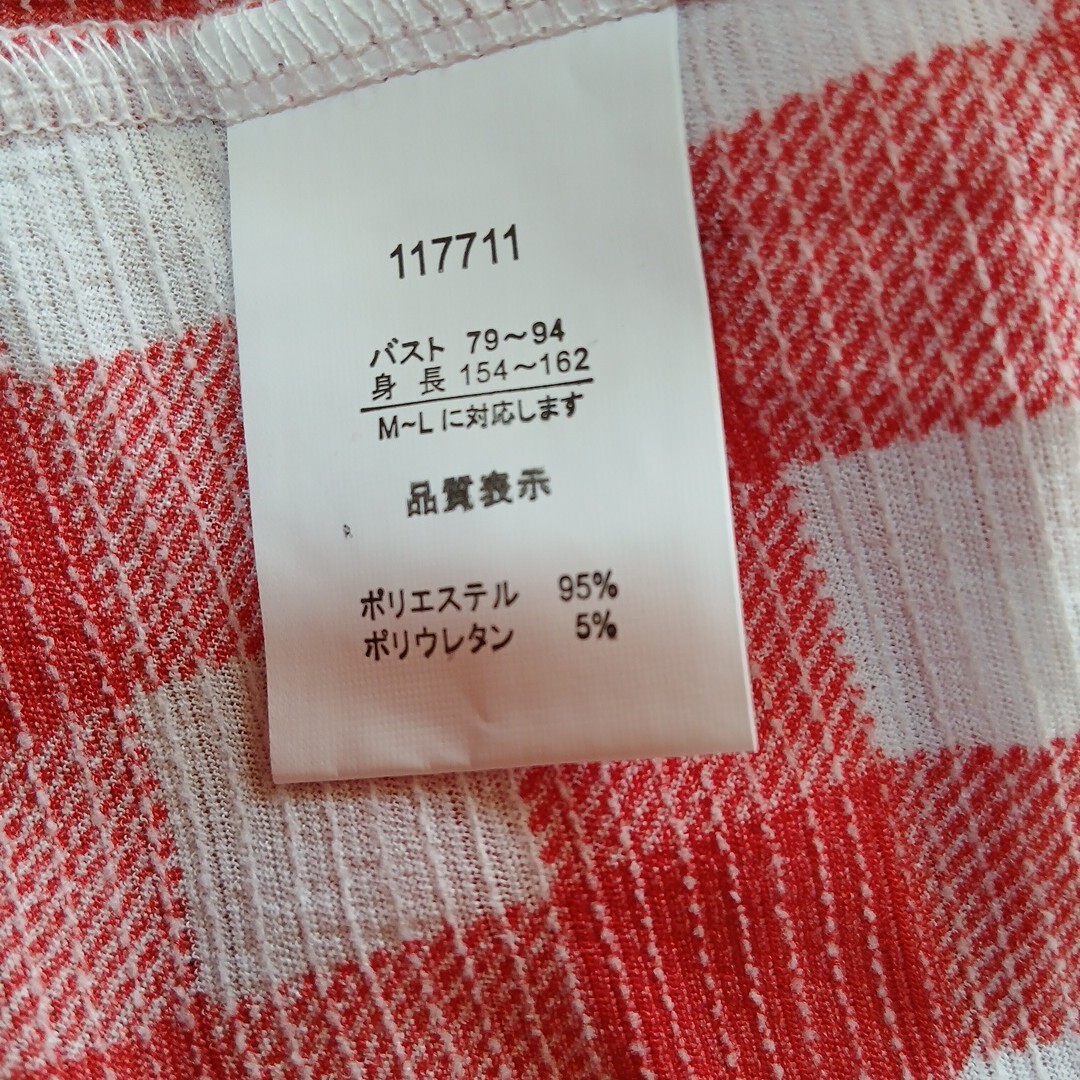 117711
バスト 79～94
身 長 154～162
M~Lに対応します
品質表示
ポリエステル 95%
ポリウレタン 5%